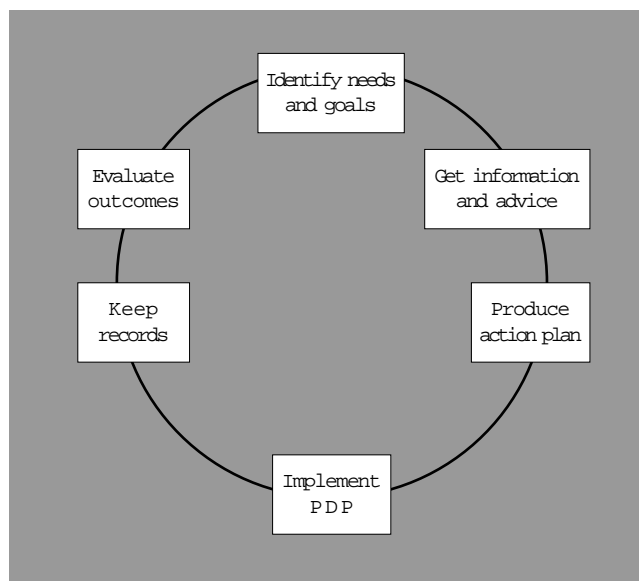 Identify needs
and goals
Get information
and advice
Produce
action plan
Implement
PDP
Keep
records
Evaluate
outcomes